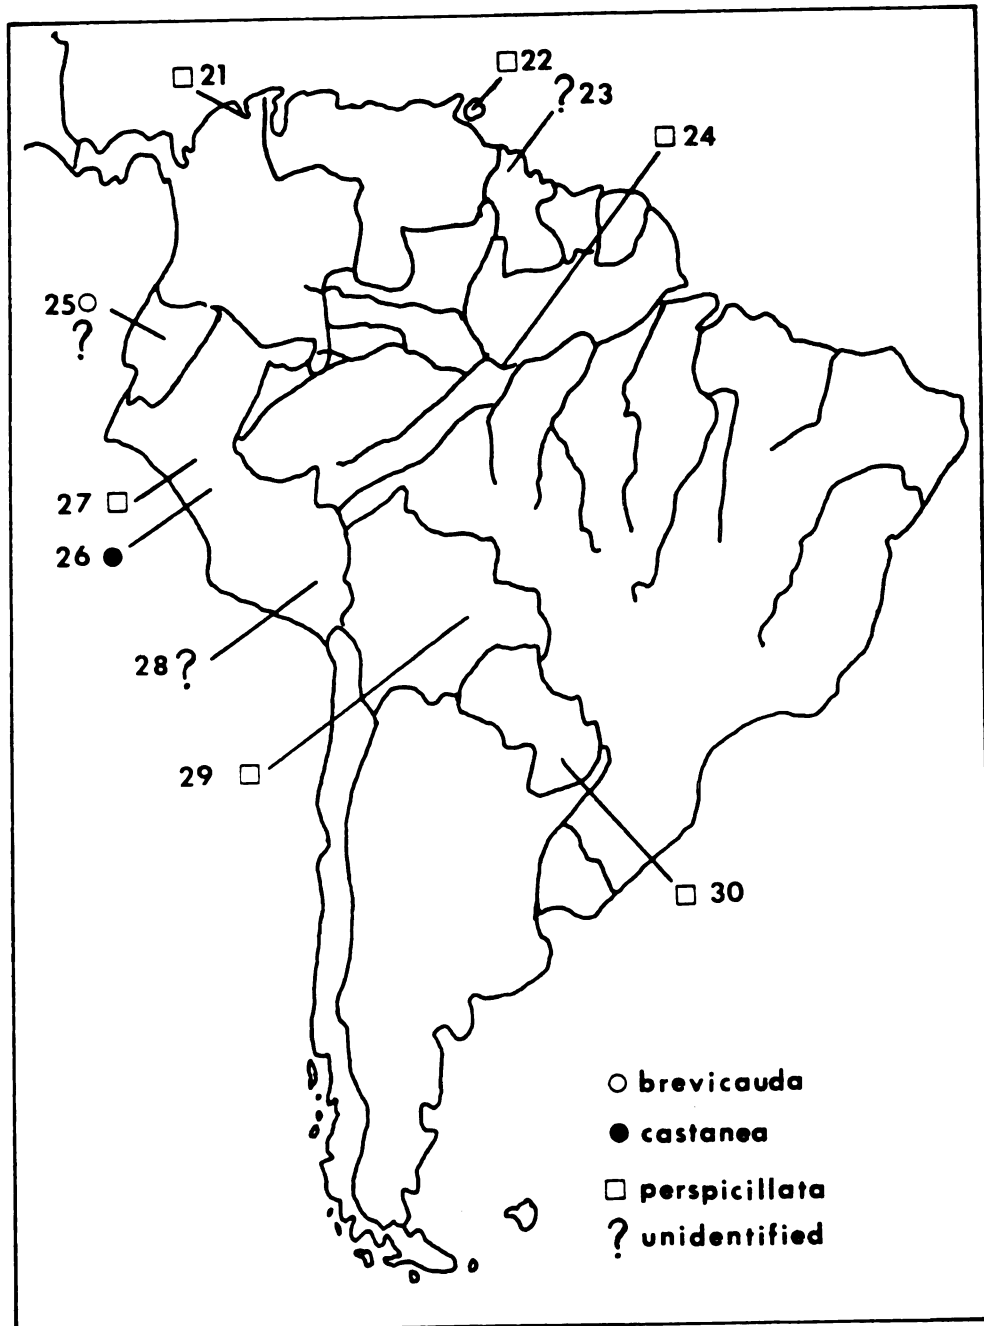 21
22
? 23
24
25
?
27
26
28 ?
29
30
brevicauda
castanea
perspicillata
? unidentified